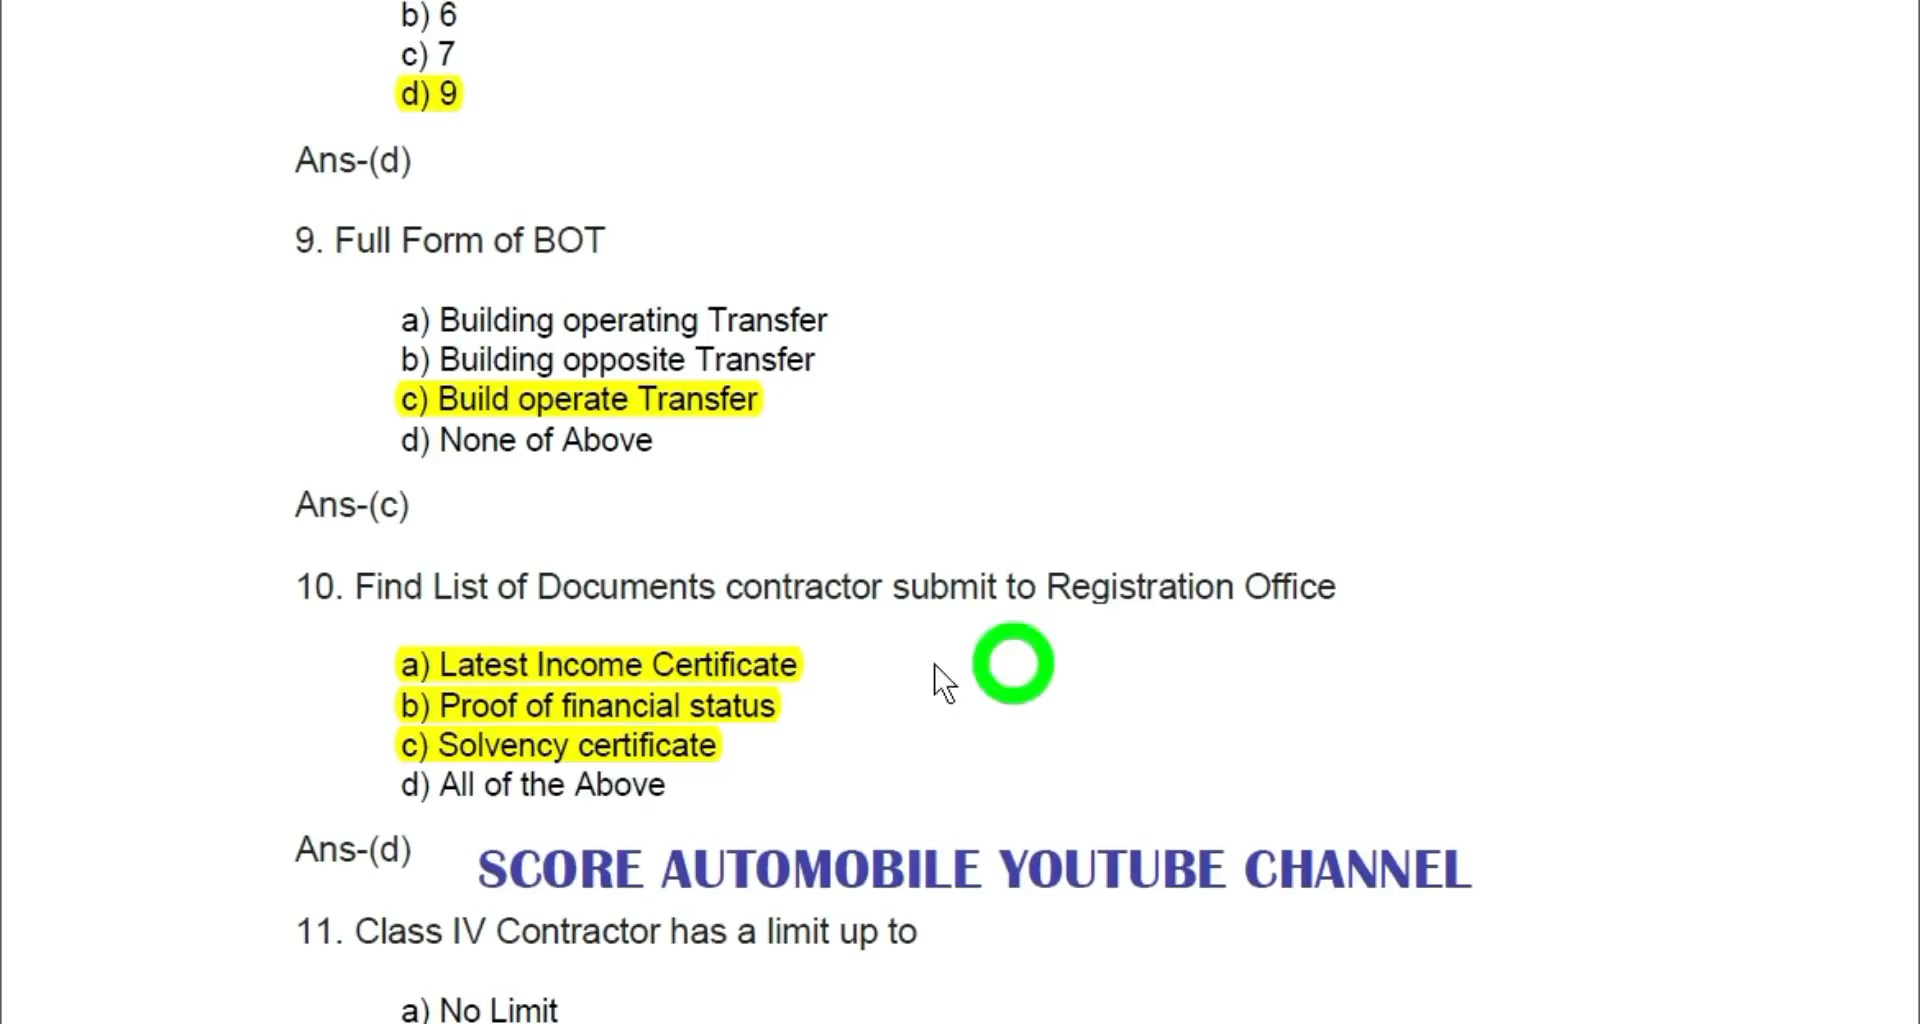 b) 6
c) 7
d) 9
Ans-(d)
9. Full Form of BOT
a) Building operating Transfer
b) Building opposite Transfer
c) Build operate Transfer
d) None of Above
Ans-(c)
10. Find List of Documents contractor submit to Registration Office
a) Latest Income Certificate
b) Proof of financial status
c) Solvency certificate
d) All of the Above
Ans-(d)
SCORE AUTOMOBILE YOUTUBE CHANNEL
11. Class IV Contractor has a limit up to
a) No Limit